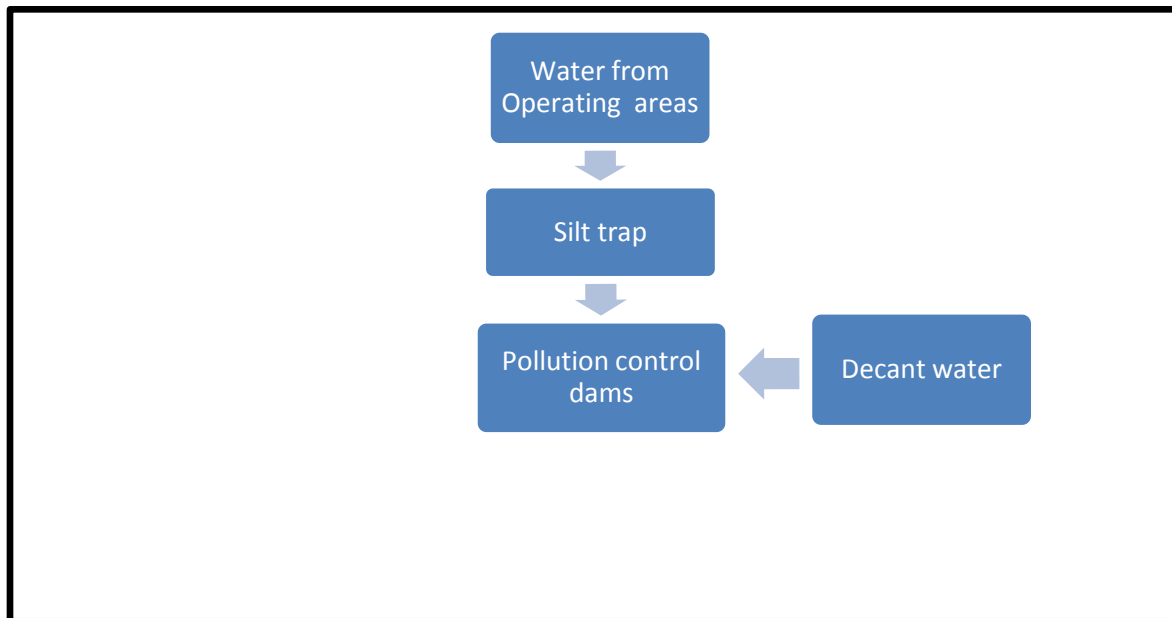 Water from
Operating areas
Silt trap
Pollution control
dams
Decant water